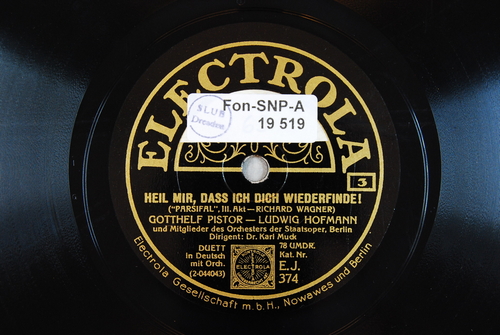 ELECTROLA
SLUB
Dresden
Fon-SNP-A
19 519
3
HEIL MIR, DASS ICH DICH WIEDERFINDE!
("PARSIFAL", III. Akt — RICHARD WAGNER)
GOTTHELF PISTOR — LUDWIG HOFMANN
und Mitglieder des Orchesters der Staatsoper, Berlin
Dirigent: Dr. Karl Muck
DUETT
in Deutsch
mit Orch.
(2-044043)
ELECTROLA
78 UMDR.
Kat. Nr.
E.J.
374
Electrola Gesellschaft m. b. H., Nowawes und Berlin